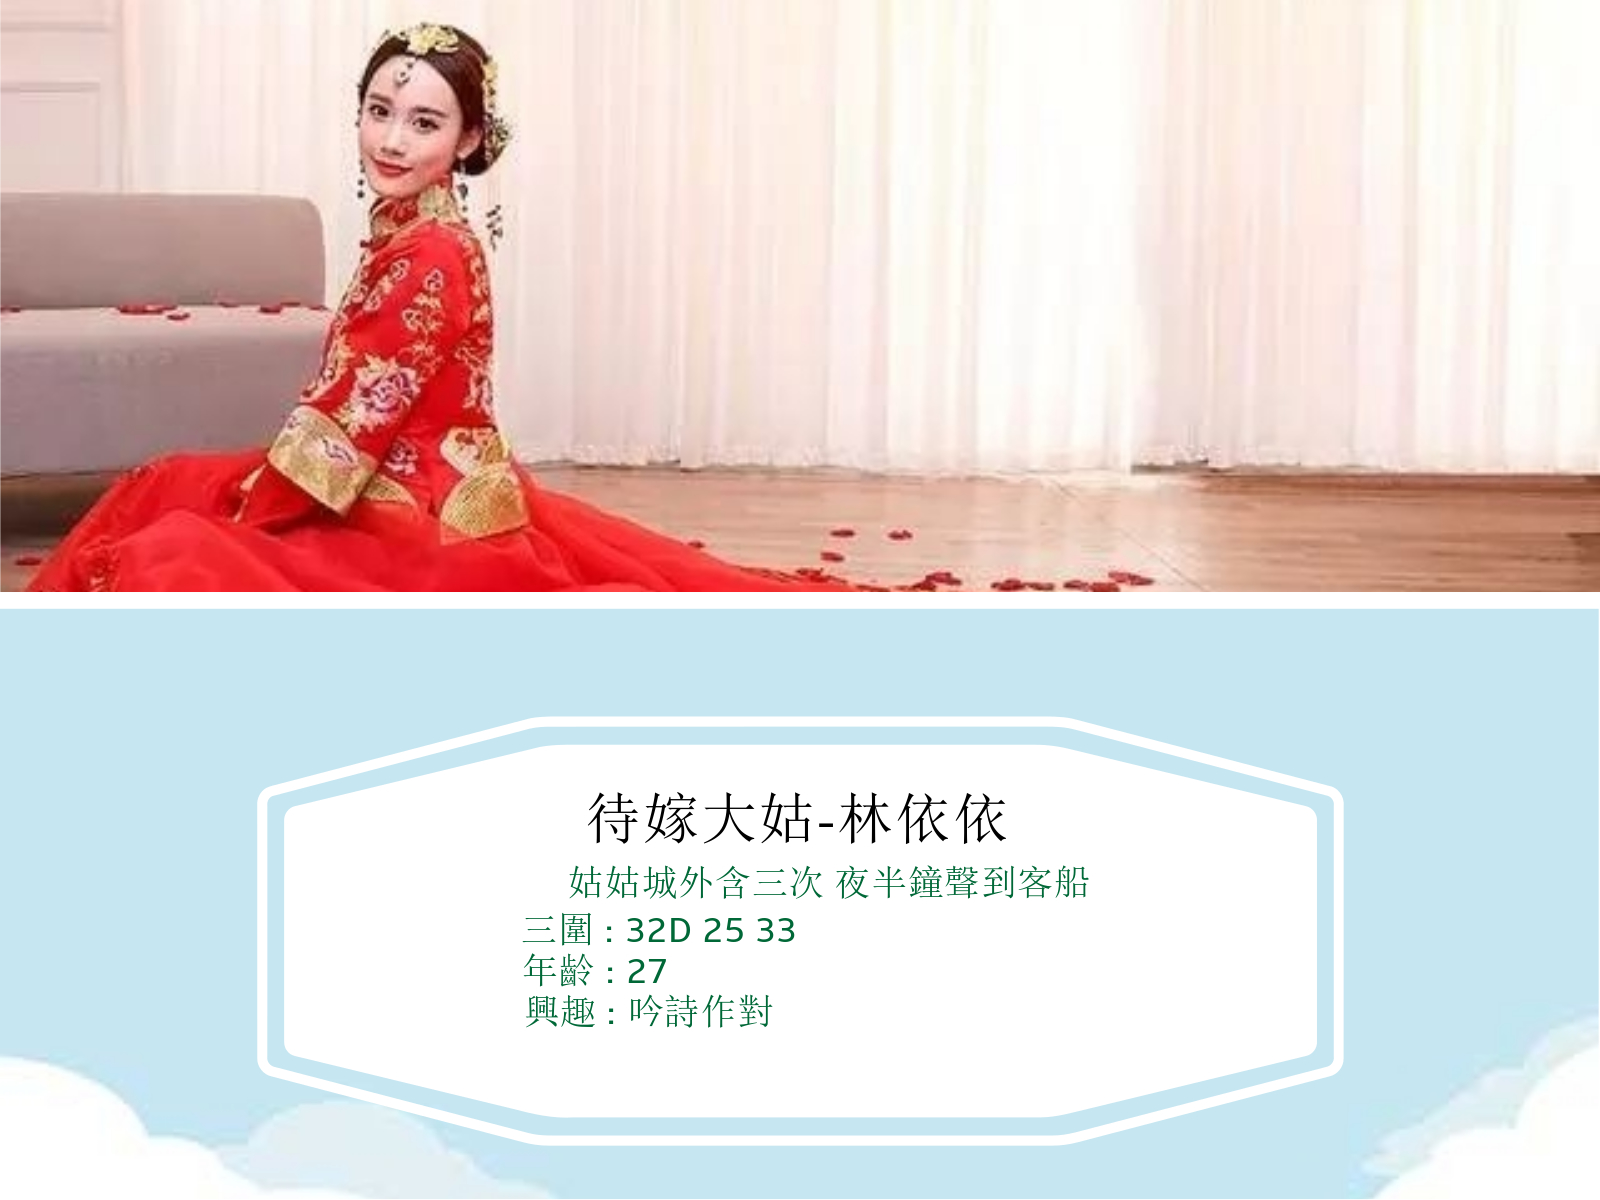 待嫁大姑-林依依
姑姑城外含三次 夜半鐘聲到客船
三圍 : 32D 25 33
年齡 : 27
興趣 : 吟詩作對